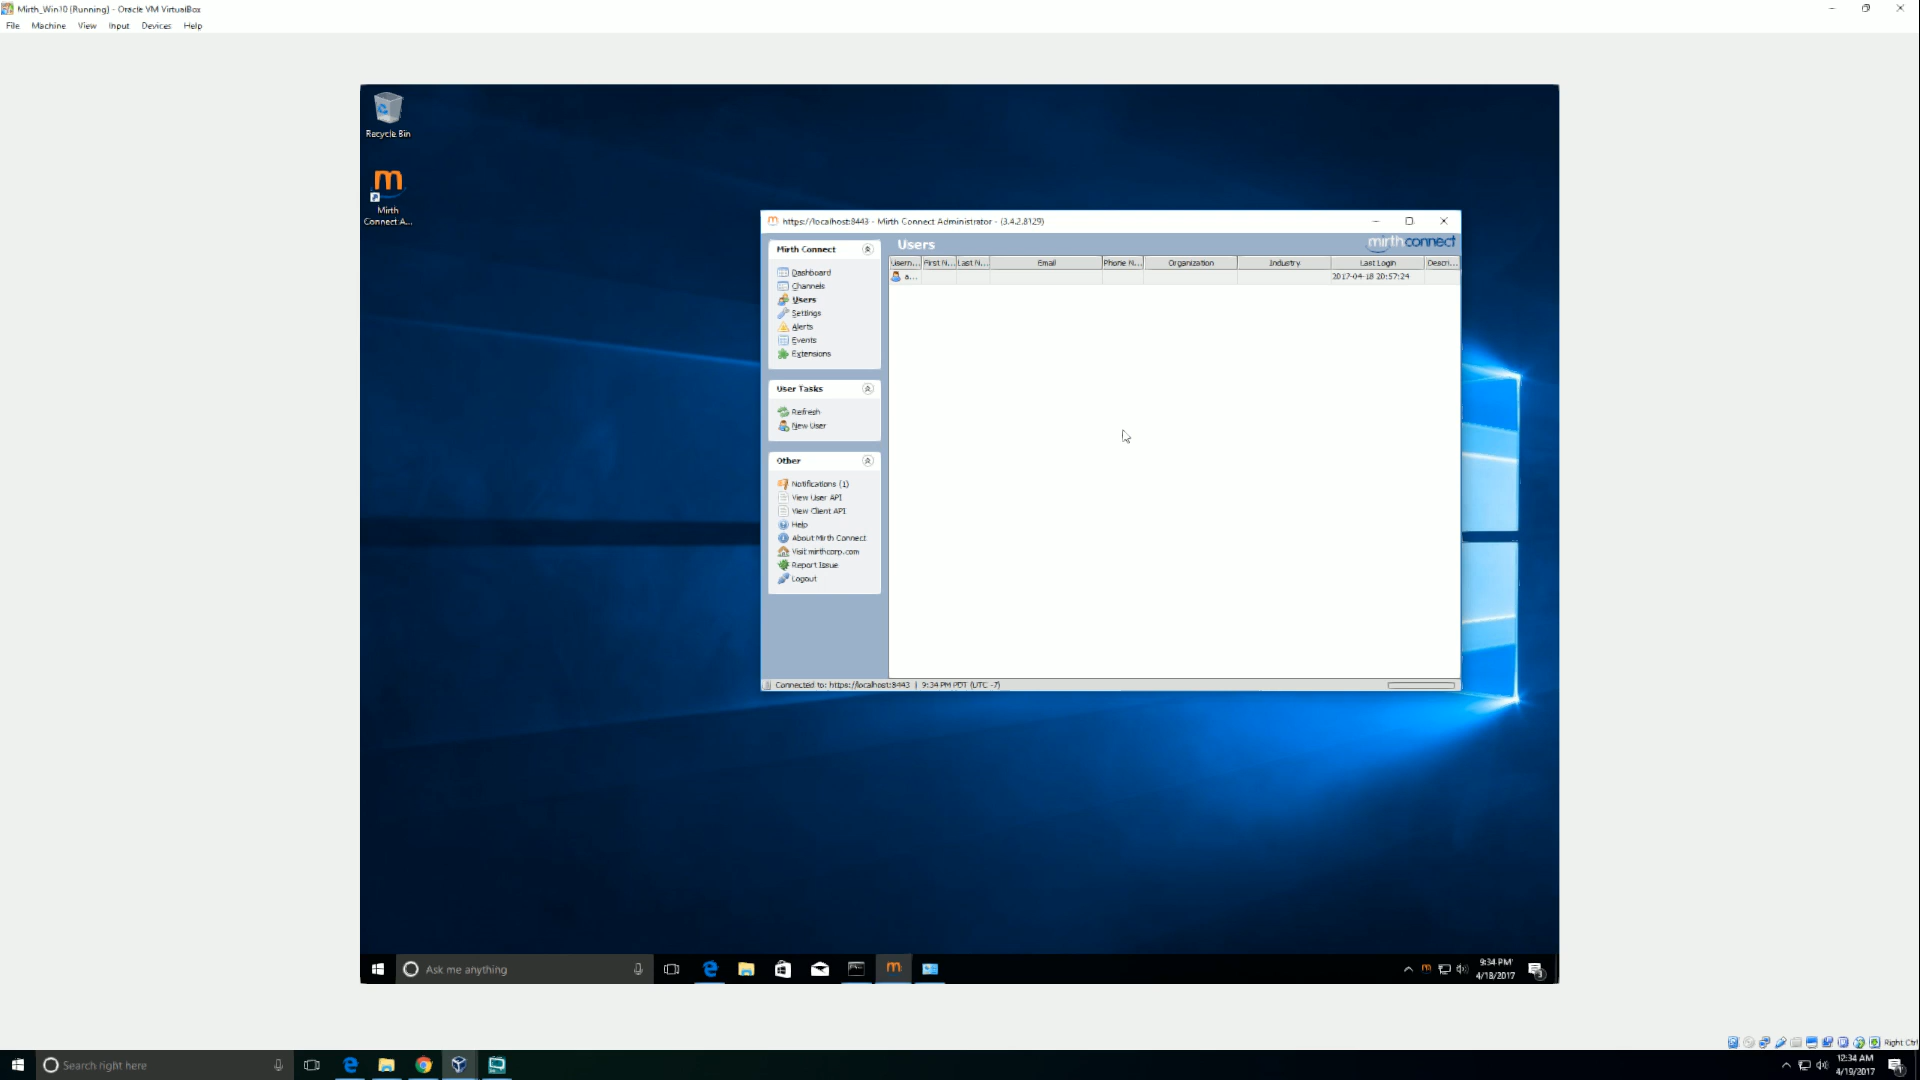 Mirth_Win10 [Running] - Oracle VM VirtualBox
File Machine View Input Devices Help
Recycle Bin
Mirth
Connect A...
https://localhost:8443 - Mirth Connect Administrator - (3.4.2.8129)
Mirth Connect
Dashboard
Channels
Users
Settings
Alerts
Events
Extensions
User Tasks
Refresh
New User
Other
Notifications (1)
View User API
View Client API
Help
About Mirth Connect
Visit mirthcorp.com
Report Issue
Logout
Users
mirthconnect
Usern... First N... Last N... Email Phone N... Organization Industry Last Login Descri...
a... 2017-04-18 20:57:24
Connected to: https://localhost:8443 | 9:34 PM PDT (UTC -7)
Ask me anything
9:34 PM
4/18/2017
3
Right Ctrl
Search right here
12:34 AM
4/19/2017